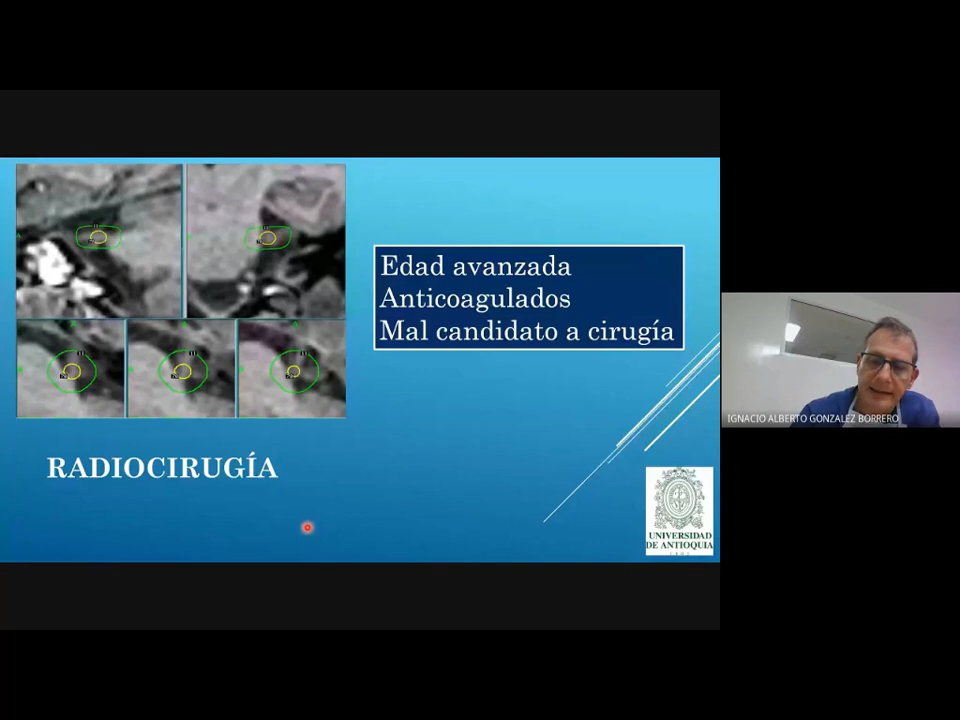 Edad avanzada
Anticoagulados
Mal candidato a cirugía
RADIOCIRUGÍA
UNIVERSIDAD
DE ANTIOQUIA
IGNACIO ALBERTO GONZALEZ BORRERO